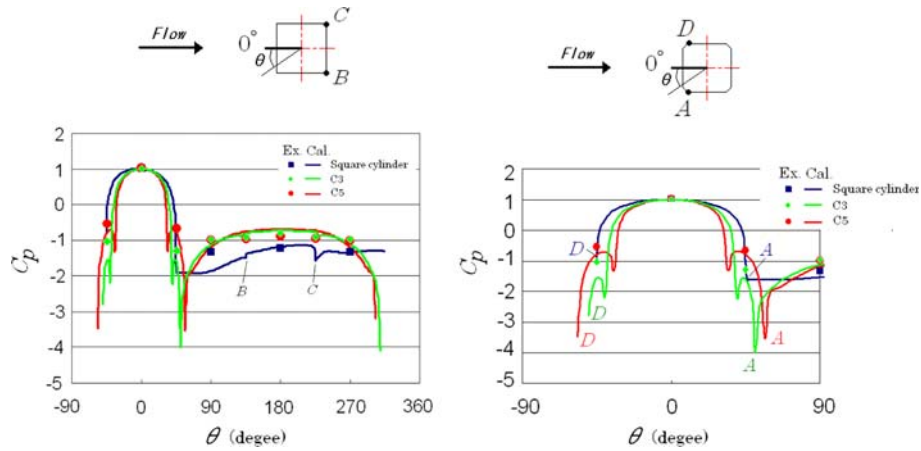 C
Flow
0°
θ
B
D
Flow
0°
θ
A
2
1
0
-1
-2
-3
-4
-5
Cp
Ex. Cal.
Square cylinder
C3
C5
B
C
-90
0
90
180
270
360
θ (degee)
2
1
0
-1
-2
-3
-4
-5
Cp
Ex. Cal.
Square cylinder
C3
C5
D
A
D
D
A
A
-90
0
90
θ (degee)